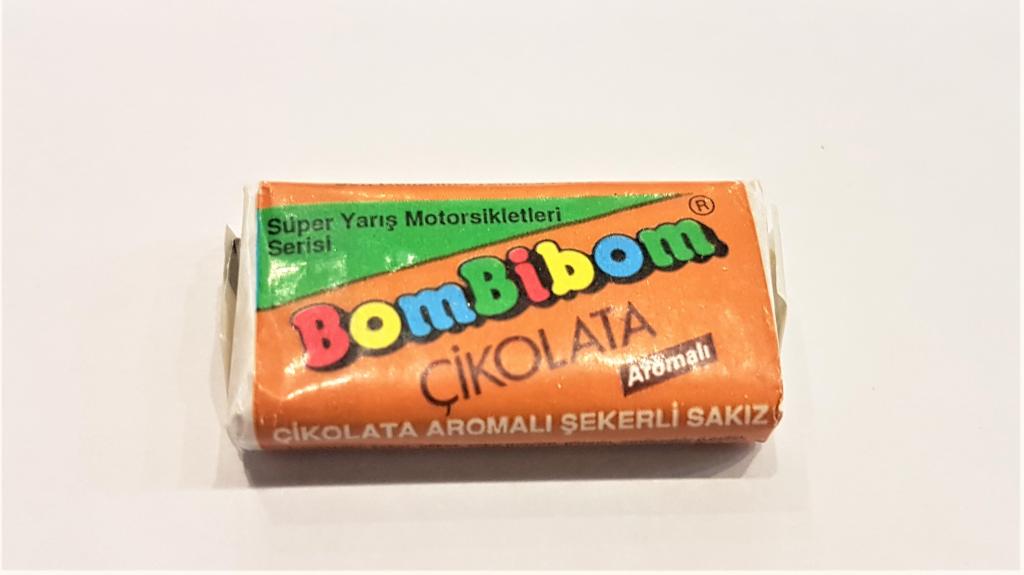 Süper Yarış Motorsikletleri
Serisi
BomBibom®
ÇİKOLATA
Aromalı
ÇİKOLATA AROMALI ŞEKERLİ SAKIZ